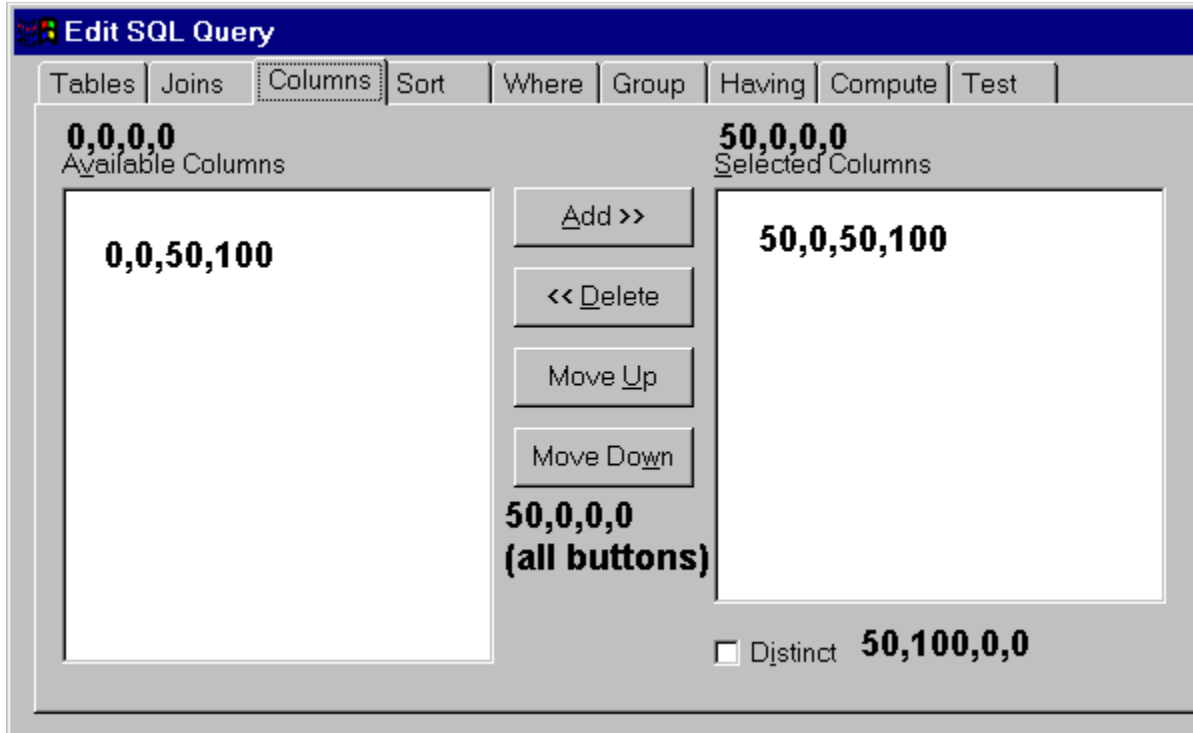 Edit SQL Query
Tables Joins Columns Sort Where Group Having Compute Test
0,0,0,0
Available Columns
0,0,50,100
Add >>
<< Delete
Move Up
Move Down
50,0,0,0
(all buttons)
50,0,0,0
Selected Columns
50,0,50,100
Distinct 50,100,0,0